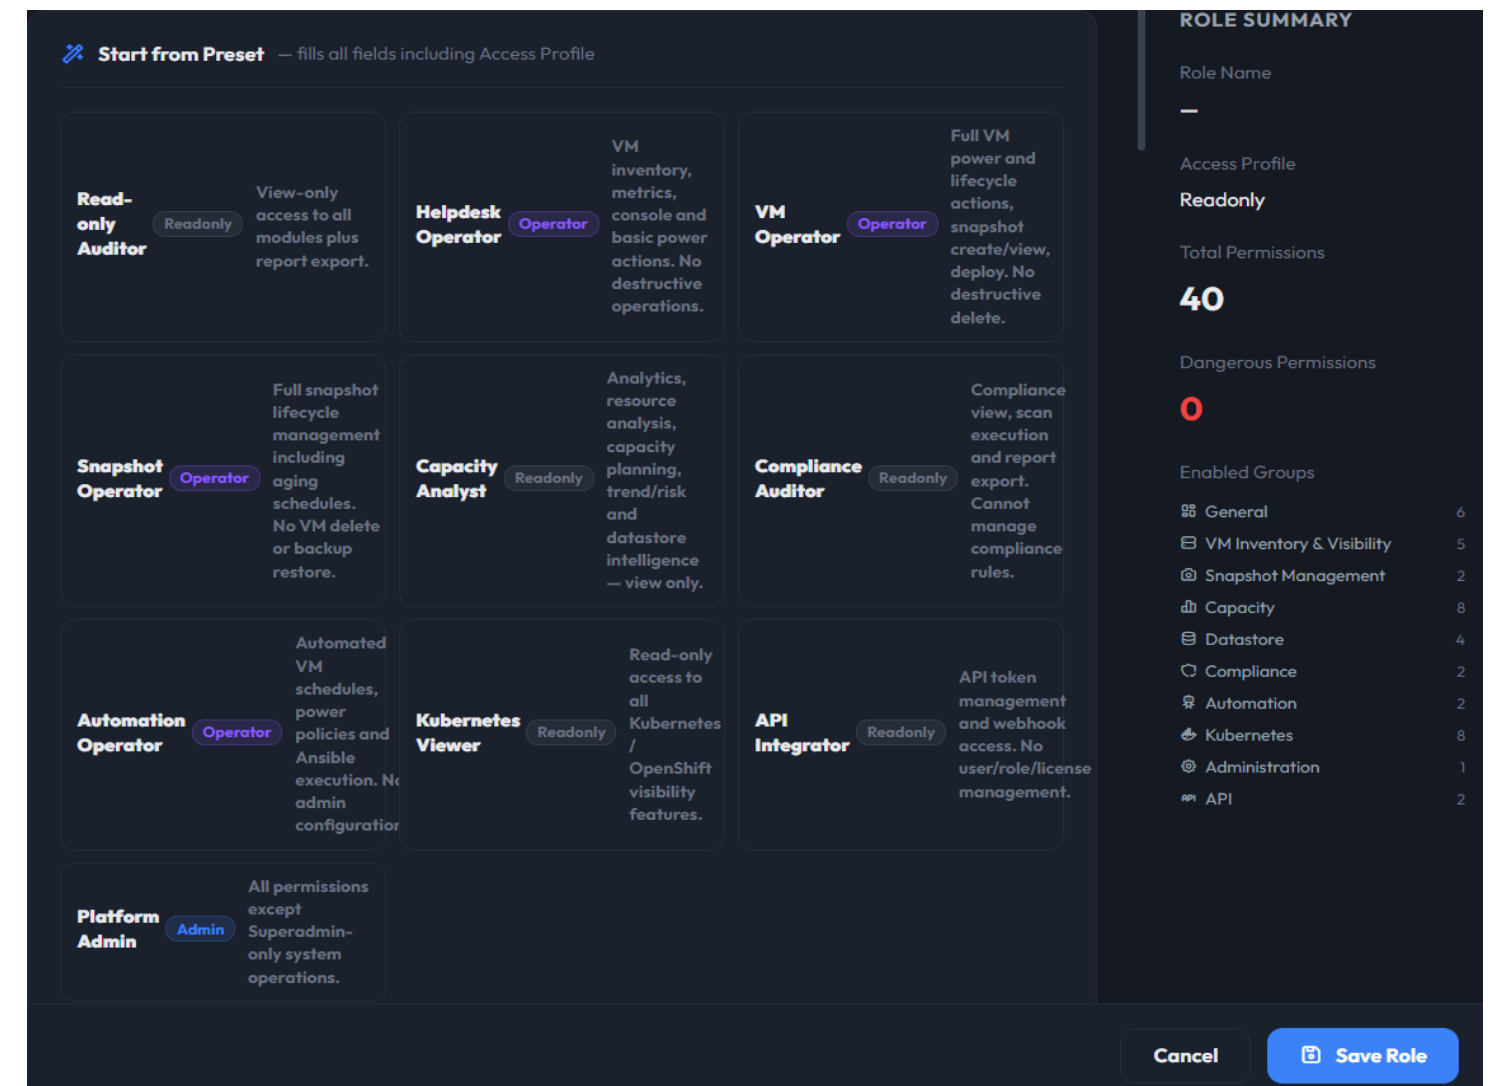 Start from Preset — fills all fields including Access Profile
Read-
only
Auditor
Readonly
View-only
access to all
modules plus
report export.
Helpdesk
Operator
Operator
VM
inventory,
metrics,
console and
basic power
actions. No
destructive
operations.
VM
Operator
Operator
Full VM
power and
lifecycle
actions,
snapshot
create/view,
deploy. No
destructive
delete.
Snapshot
Operator
Operator
Full snapshot
lifecycle
management
including
aging
schedules.
No VM delete
or backup
restore.
Capacity
Analyst
Readonly
Analytics,
resource
analysis,
capacity
planning,
trend/risk
and
datastore
intelligence
— view only.
Compliance
Auditor
Readonly
Compliance
view, scan
execution
and report
export.
Cannot
manage
compliance
rules.
Automation
Operator
Operator
Automated
VM
schedules,
power
policies and
Ansible
execution. No
admin
configuration
Kubernetes
Viewer
Readonly
Read-only
access to
all
Kubernetes
/
OpenShift
visibility
features.
API
Integrator
Readonly
API token
management
and webhook
access. No
user/role/license
management.
Platform
Admin
Admin
All permissions
except
Superadmin-
only system
operations.
ROLE SUMMARY
Role Name
—
Access Profile
Readonly
Total Permissions
40
Dangerous Permissions
0
Enabled Groups
General 6
VM Inventory & Visibility 5
Snapshot Management 2
Capacity 8
Datastore 4
Compliance 2
Automation 2
Kubernetes 8
Administration 1
API API 2
Cancel
Save Role